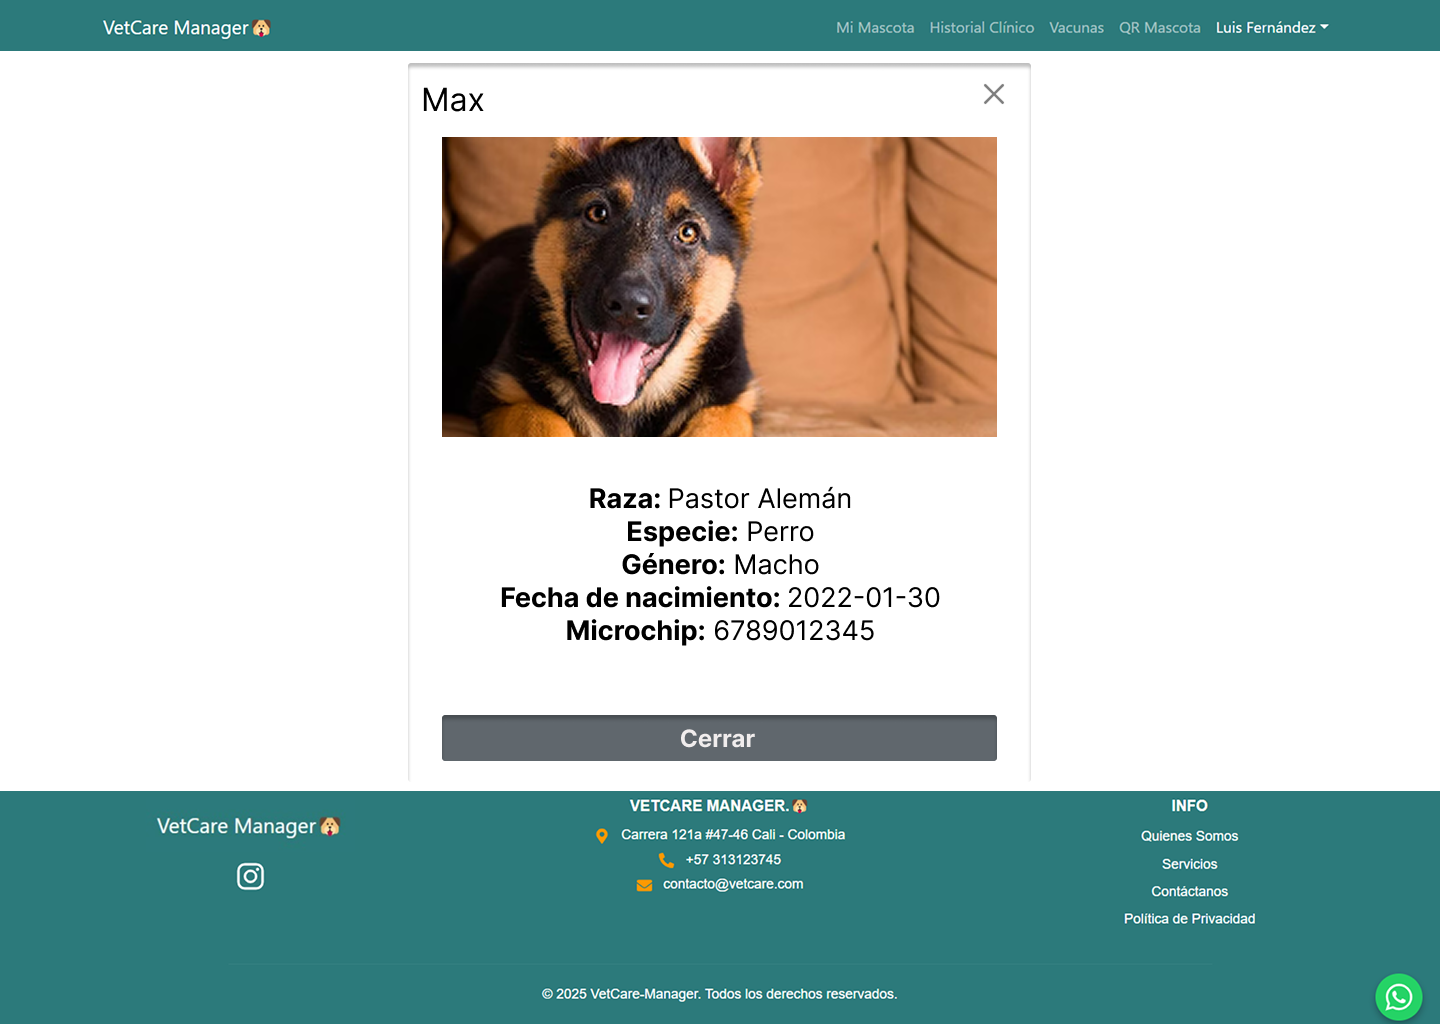 VetCare Manager
Mi Mascota Historial Clínico Vacunas QR Mascota Luis Fernández
Max
Raza: Pastor Alemán
Especie: Perro
Género: Macho
Fecha de nacimiento: 2022-01-30
Microchip: 6789012345
Cerrar
VetCare Manager
VETCARE MANAGER.
Carrera 121a #47-46 Cali - Colombia
+57 313123745
contacto@vetcare.com
INFO
Quienes Somos
Servicios
Contáctanos
Política de Privacidad
© 2025 VetCare-Manager. Todos los derechos reservados.